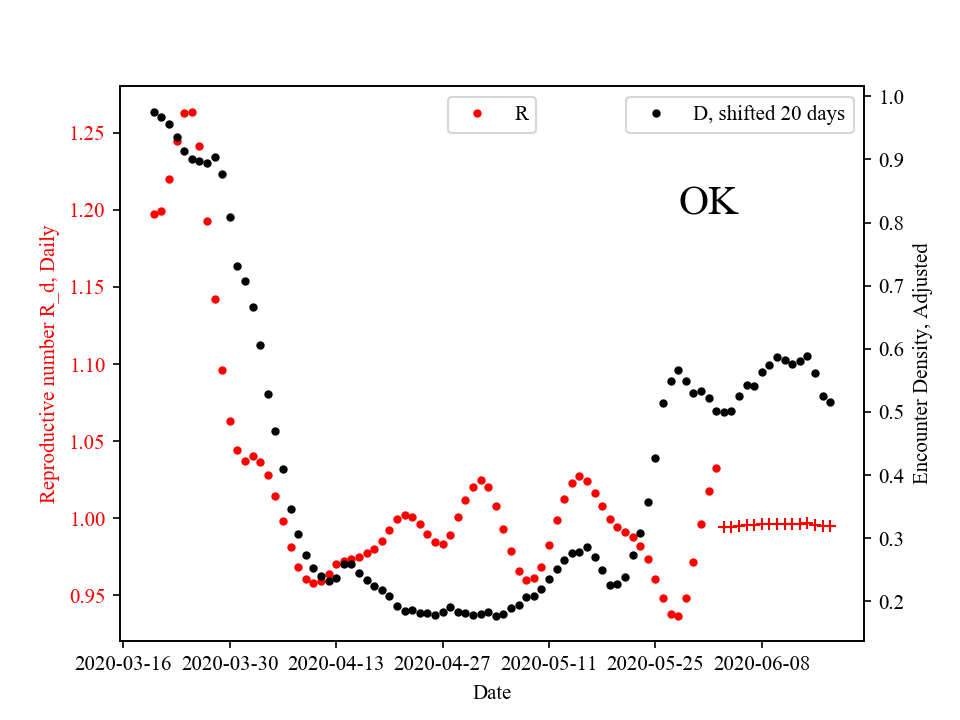 R
D, shifted 20 days
OK
Reproductive number R_d, Daily
1.25
1.20
1.15
1.10
1.05
1.00
0.95
1.0
0.9
0.8
0.7
0.6
0.5
0.4
0.3
0.2
Encounter Density, Adjusted
2020-03-16 2020-03-30 2020-04-13 2020-04-27 2020-05-11 2020-05-25 2020-06-08
Date